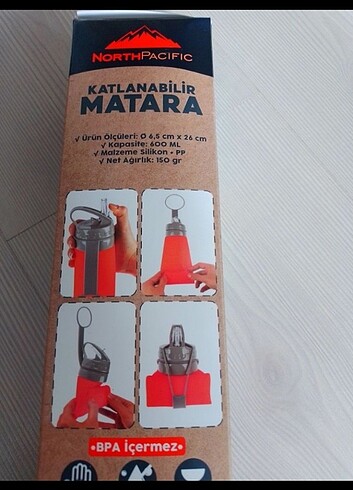 NORTHPACIFIC
KATLANABİLİR
MATARA
√ Ürün Ölçüleri: Ø 6,5 cm x 26 cm
√ Kapasite: 600 ML
√ Malzeme Silikon - PP
√ Net Ağırlık: 150 gr
•BPA İçermez•